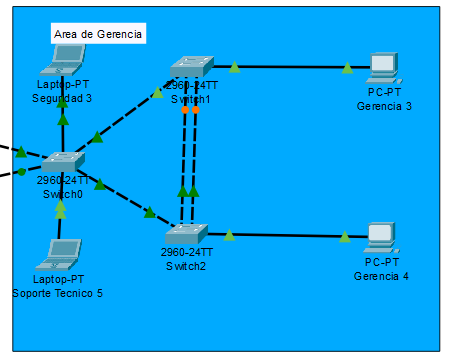 Area de Gerencia
Laptop-PT
Seguridad 3
2960-24TT
Switch1
PC-PT
Gerencia 3
2960-24TT
Switch0
2960-24TT
Switch2
PC-PT
Gerencia 4
Laptop-PT
Soporte Tecnico 5